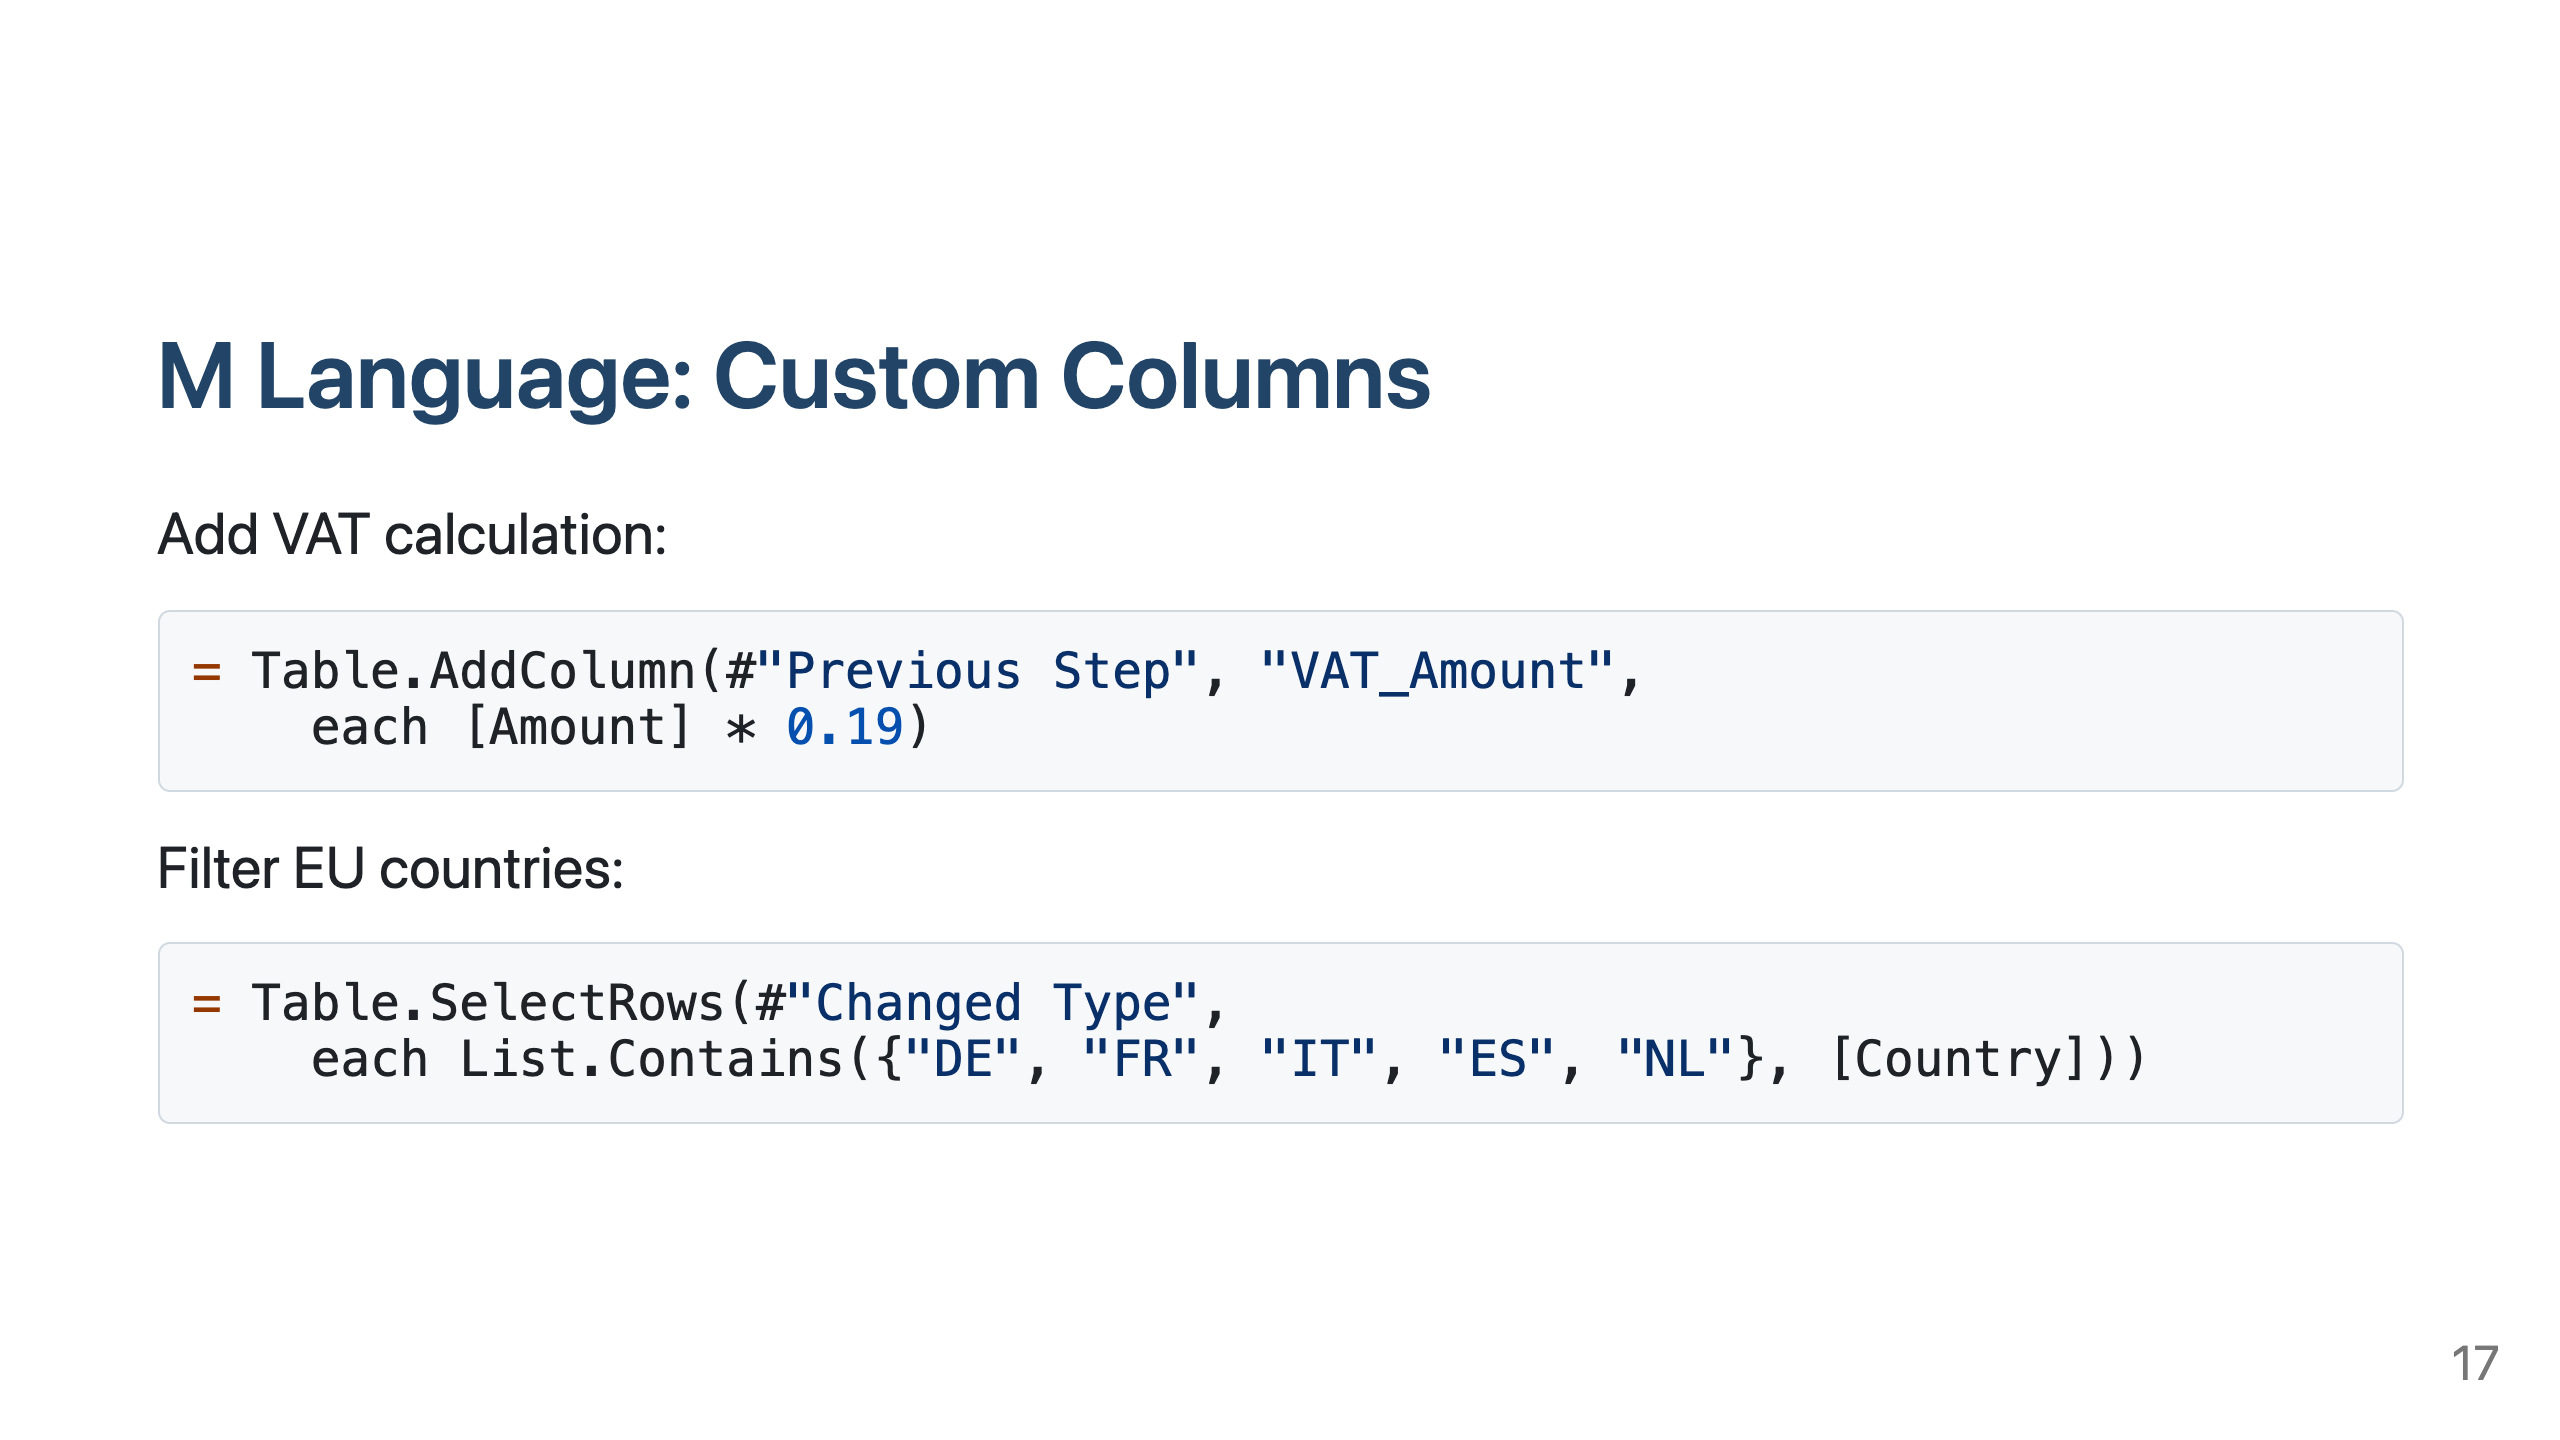 M Language: Custom Columns
Add VAT calculation:
= Table.AddColumn(#"Previous Step", "VAT_Amount",
    each [Amount] * 0.19)
Filter EU countries:
= Table.SelectRows(#"Changed Type",
    each List.Contains({"DE", "FR", "IT", "ES", "NL"}, [Country]))
17